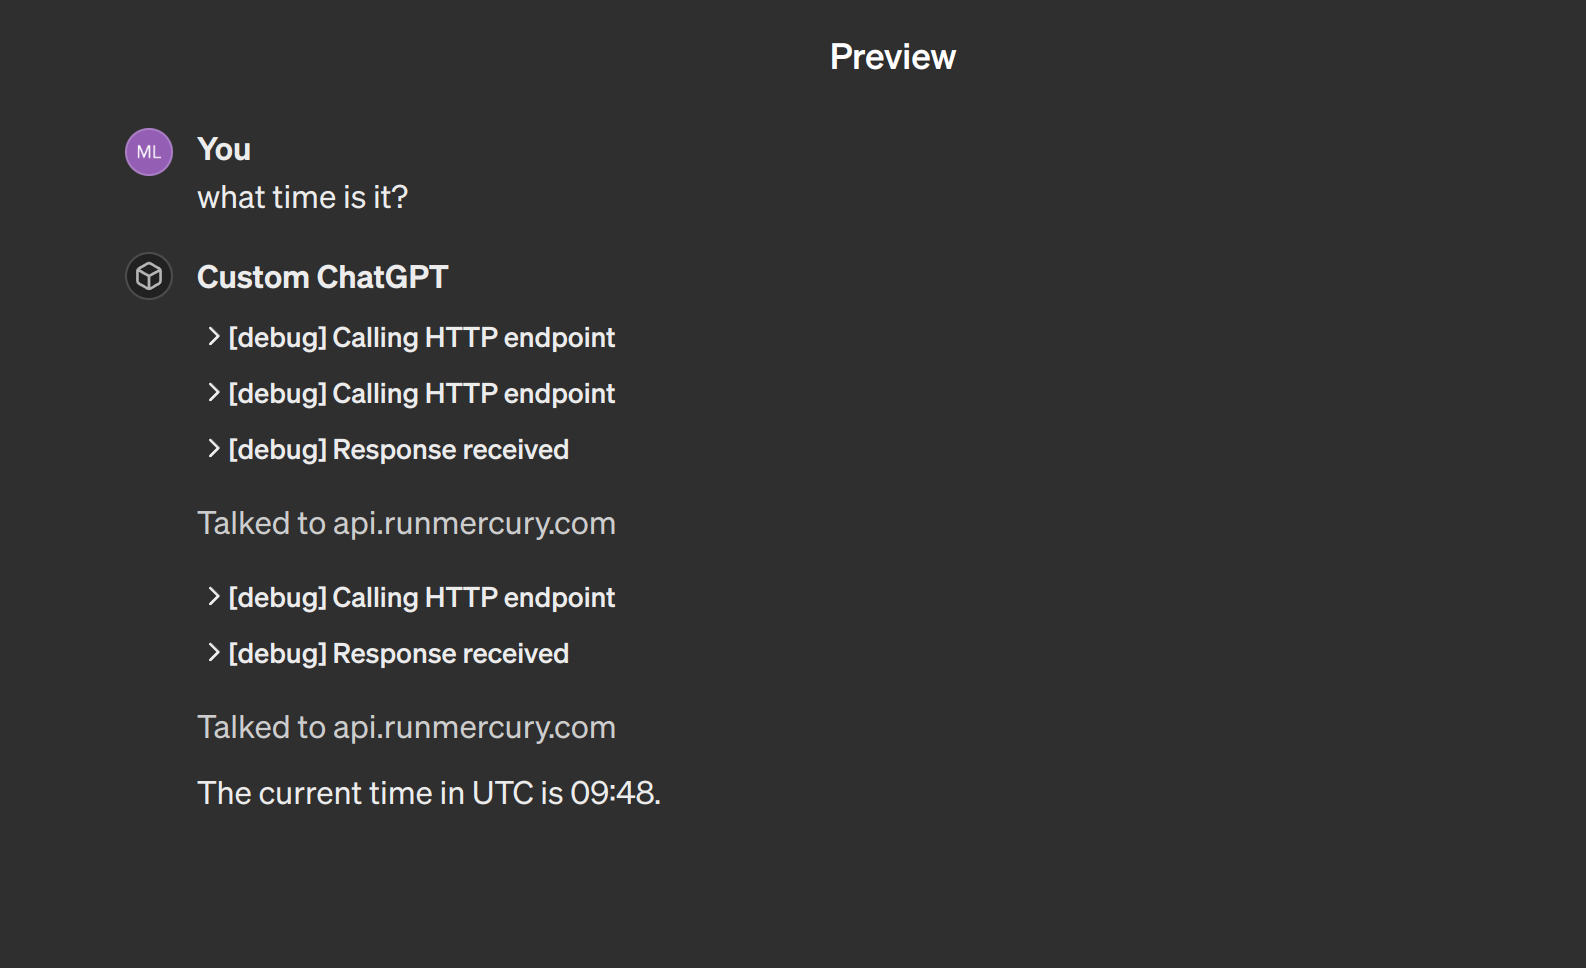 Preview
ML
You
what time is it?
Custom ChatGPT
[debug] Calling HTTP endpoint
[debug] Calling HTTP endpoint
[debug] Response received
Talked to api.runmercury.com
[debug] Calling HTTP endpoint
[debug] Response received
Talked to api.runmercury.com
The current time in UTC is 09:48.